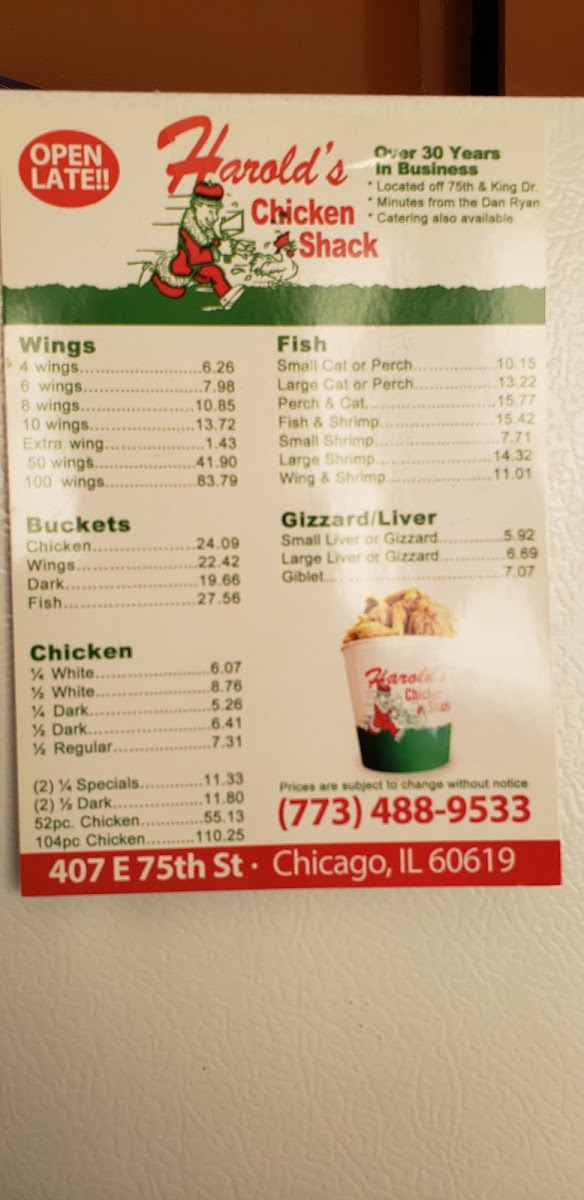 OPEN
LATE!!
Harold's
Chicken
Shack
Over 30 Years
in Business
* Located off 75th & King Dr.
* Minutes from the Dan Ryan
* Catering also available
Wings
4 wings..........................6.26
6 wings..........................7.98
8 wings........................10.85
10 wings......................13.72
Extra wing.....................1.43
50 wings......................41.90
100 wings....................83.79
Buckets
Chicken......................24.09
Wings..........................22.42
Dark............................19.66
Fish.............................27.56
Chicken
¼ White.........................6.07
½ White.........................8.76
¼ Dark...........................5.26
½ Dark...........................6.41
½ Regular......................7.31
(2) ¼ Specials.............11.33
(2) ½ Dark...................11.80
52pc. Chicken.............55.13
104pc Chicken..........110.25
Fish
Small Cat or Perch..................10.15
Large Cat or Perch..................13.22
Perch & Cat............................15.77
Fish & Shrimp.........................15.42
Small Shrimp...........................7.71
Large Shrimp.........................14.32
Wing & Shrimp.......................11.01
Gizzard/Liver
Small Liver or Gizzard..............5.92
Large Liver or Gizzard..............6.69
Giblet.......................................7.07
Harold's
Chicken
Shack
Prices are subject to change without notice
(773) 488-9533
407 E 75th St · Chicago, IL 60619